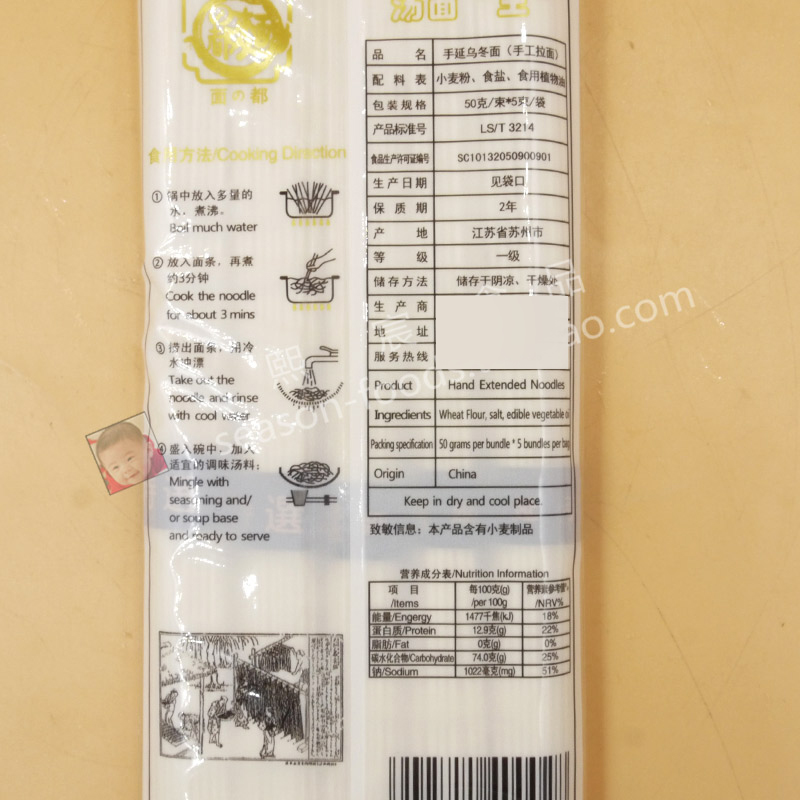 汤面
面の都
食用方法/Cooking Direction
① 锅中放入多量的
水，煮沸。
Boil much water
② 放入面条，再煮
约3分钟
Cook the noodle
for about 3 mins
③ 捞出面条，用冷
水冲漂
Take out the
noodle and rinse
with cool water
④ 盛入碗中，加入
适宜的调味汤料；
Mingle with
seasoning and/
or soup base
and ready to serve
品名 手延乌冬面（手工拉面）
配料表 小麦粉、食盐、食用植物油
包装规格 50克/束*5束/袋
产品标准号 LS/T 3214
食品生产许可证编号 SC10132050900901
生产日期 见袋口
保质期 2年
产地 江苏省苏州市
等级 一级
储存方法 储存于阴凉、干燥处
生产商
地址
服务热线
Product Hand Extended Noodles
Ingredients Wheat Flour, salt, edible vegetable oil
Packing specification 50 grams per bundle * 5 bundles per bag
Origin China
Keep in dry and cool place.
致敏信息：本产品含有小麦制品
营养成分表/Nutrition Information
项目/Items 每100克(g)/per 100g 营养素参考值%/NRV%
能量/Engergy 1477千焦(kJ) 18%
蛋白质/Protein 12.9克(g) 22%
脂肪/Fat 0克(g) 0%
碳水化合物/Carbohydrate 74.0克(g) 25%
钠/Sodium 1022毫克(mg) 51%
熙宸食品
season-foods.taobao.com